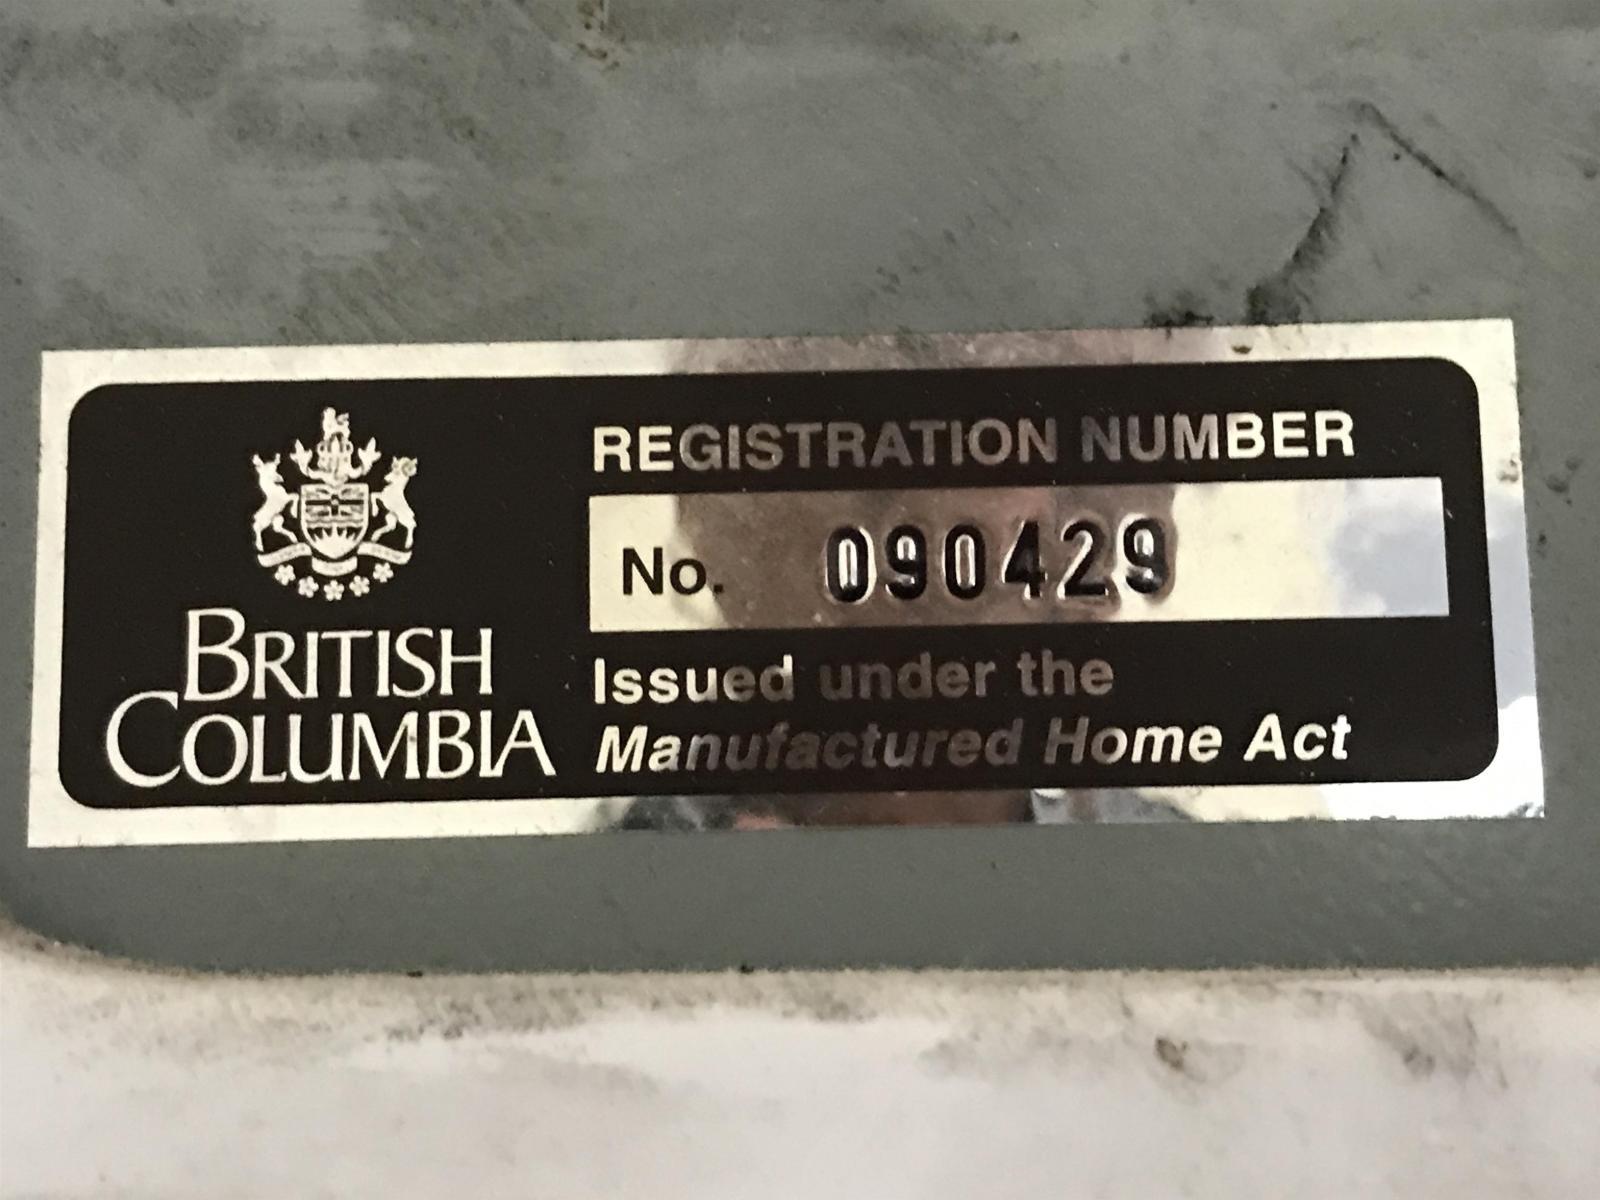 REGISTRATION NUMBER
No. 090429
Issued under the
Manufactured Home Act
BRITISH
COLUMBIA